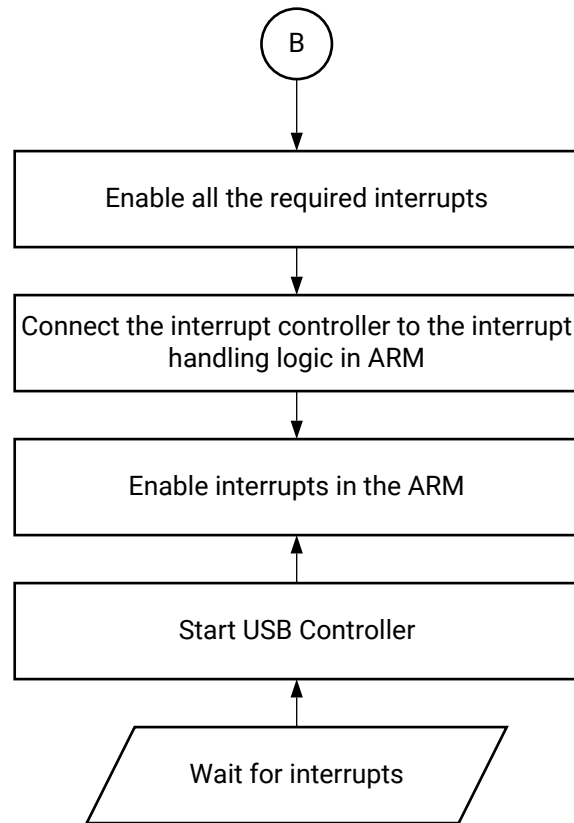 B
Enable all the required interrupts
Connect the interrupt controller to the interrupt
handling logic in ARM
Enable interrupts in the ARM
Start USB Controller
Wait for interrupts